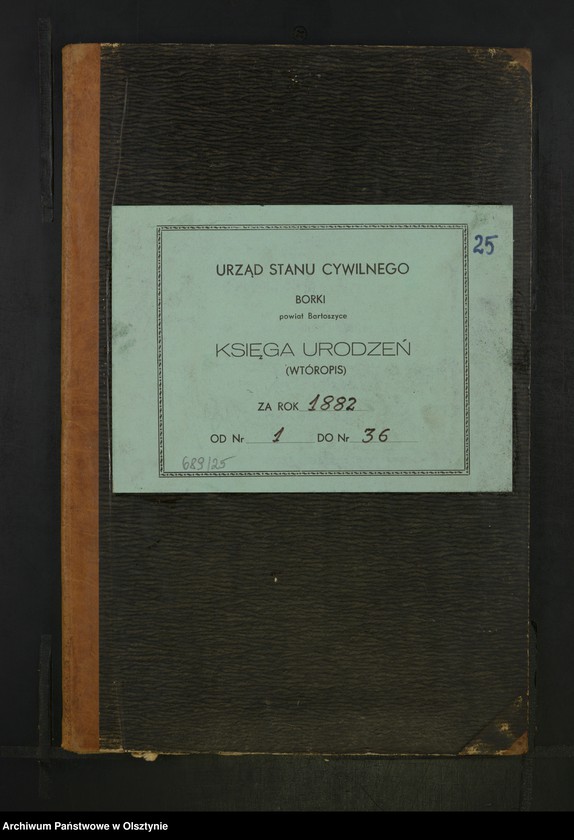 25
URZĄD STANU CYWILNEGO
BORKI
powiat Bartoszyce
KSIĘGA URODZEŃ
(WTÓROPIS)
ZA ROK 1882
OD Nr 1 DO Nr 36
689/25
Archiwum Państwowe w Olsztynie